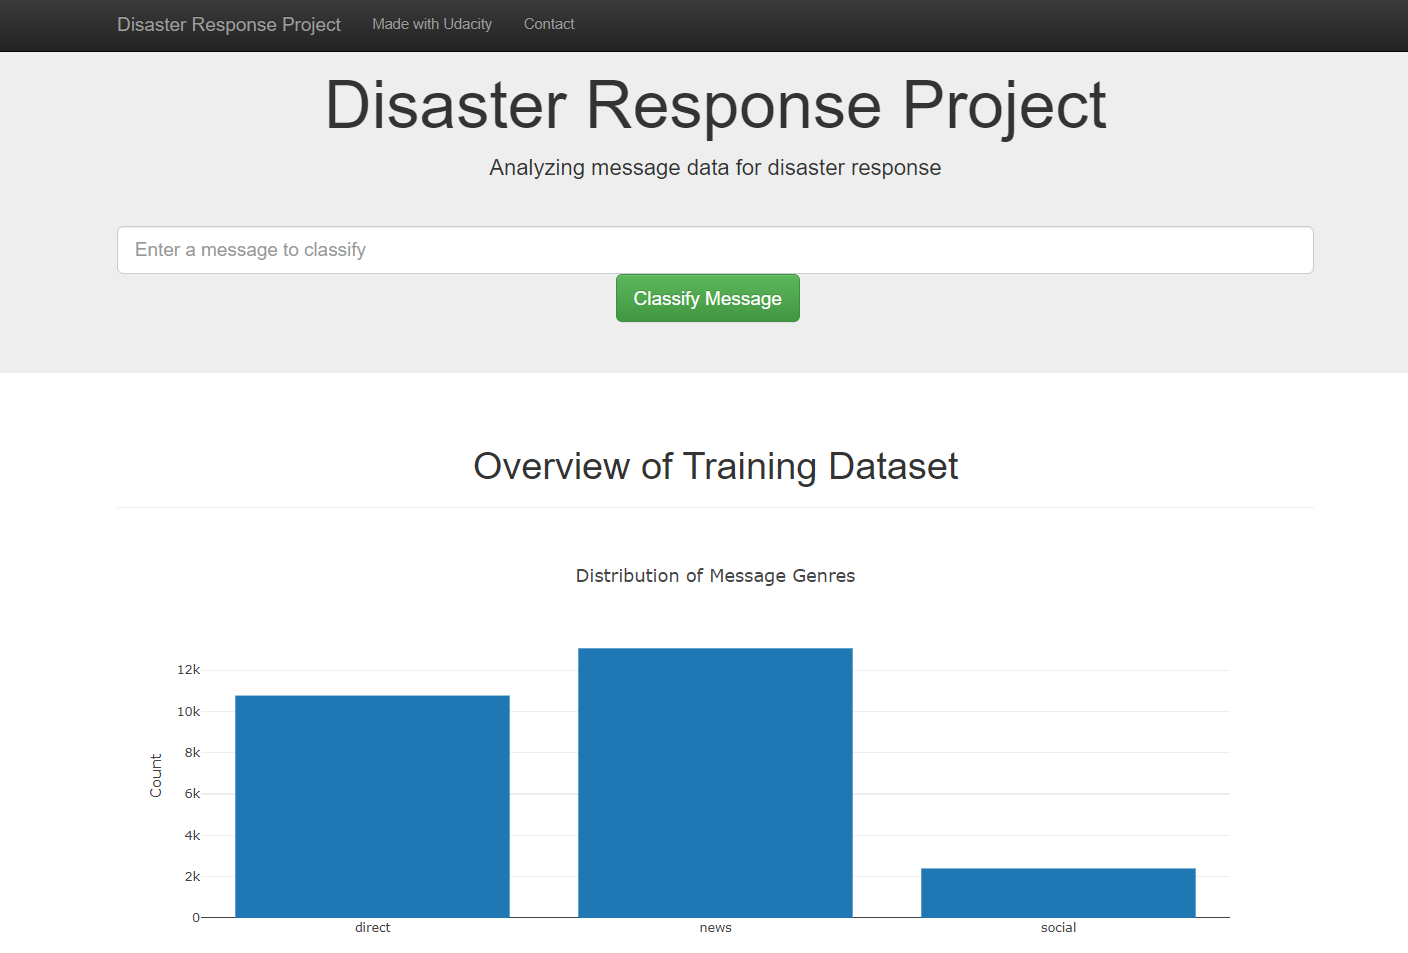 Disaster Response Project Made with Udacity Contact
Disaster Response Project
Analyzing message data for disaster response
Enter a message to classify
Classify Message
Overview of Training Dataset
Distribution of Message Genres
12k
10k
8k
6k
4k
2k
0
Count
direct news social